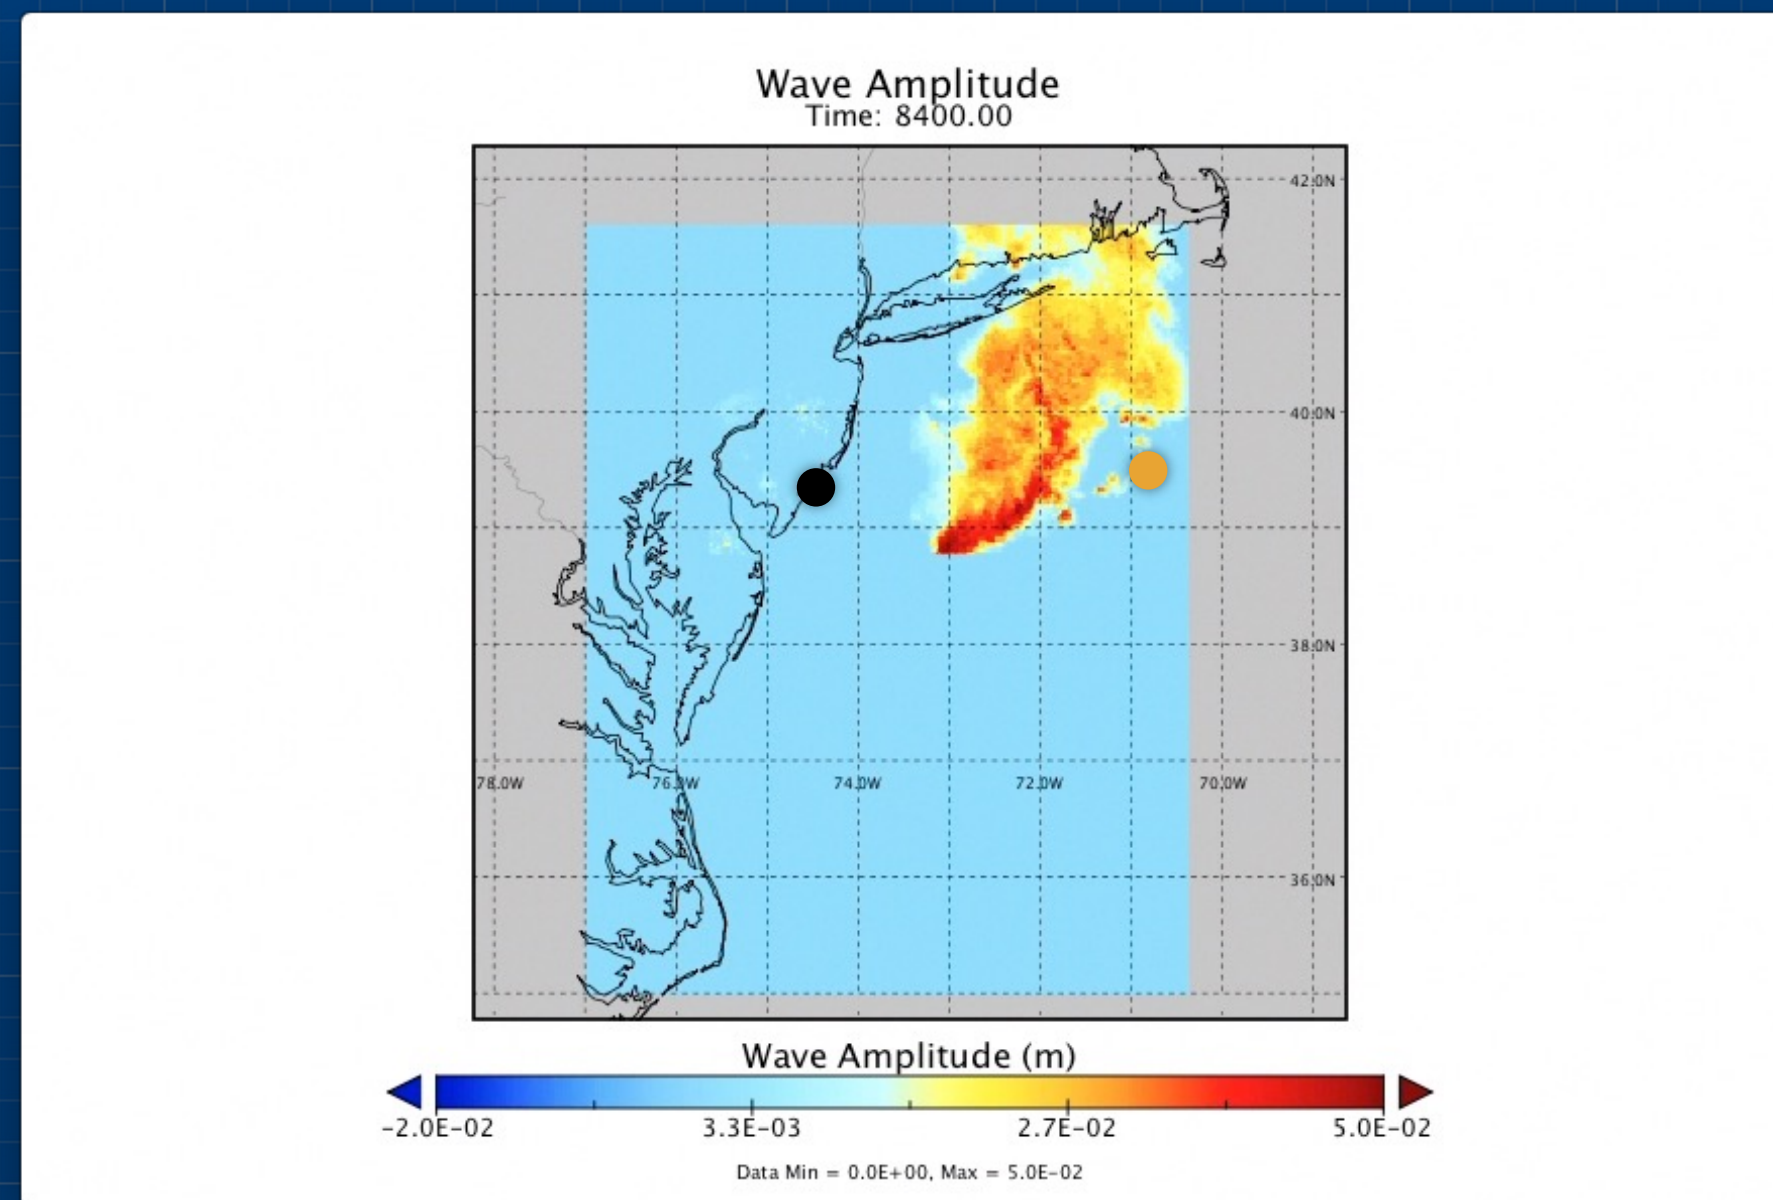 Wave Amplitude
Time: 8400.00
42.0N
40.0N
38.0N
78.0W 76.0W 74.0W 72.0W 70.0W
36.0N
Wave Amplitude (m)
-2.0E-02 3.3E-03 2.7E-02 5.0E-02
Data Min = 0.0E+00, Max = 5.0E-02